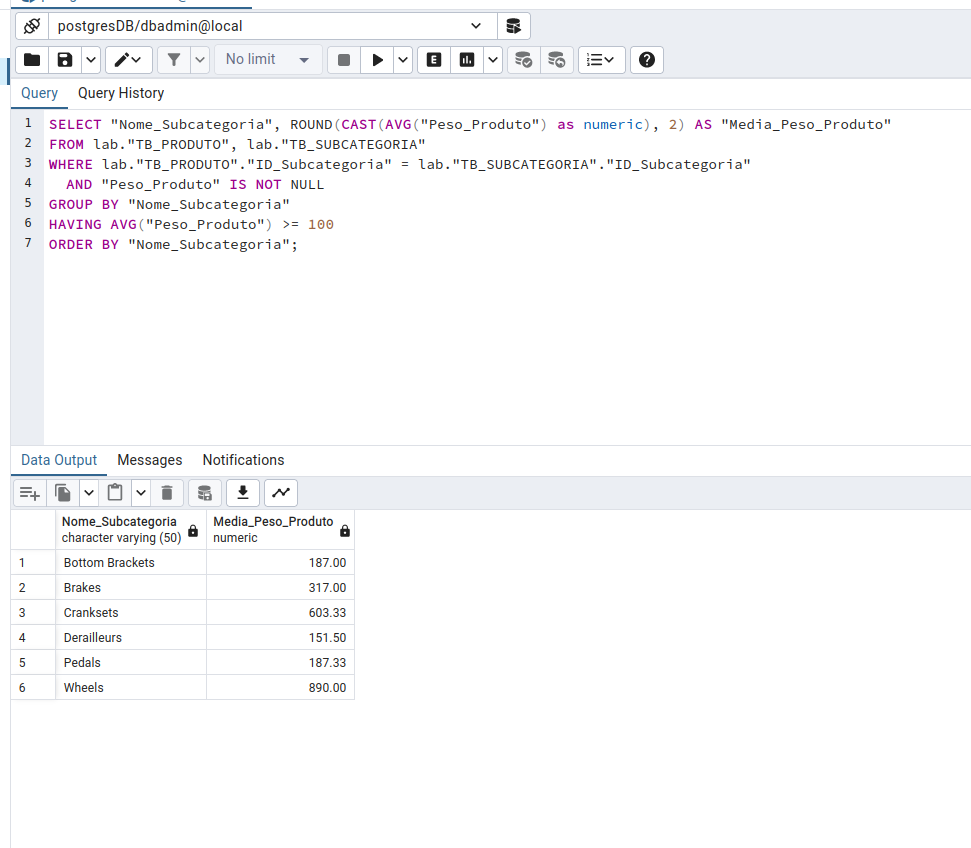 postgresDB/dbadmin@local
No limit
Query Query History
1 SELECT "Nome_Subcategoria", ROUND(CAST(AVG("Peso_Produto") as numeric), 2) AS "Media_Peso_Produto"
2 FROM lab."TB_PRODUTO", lab."TB_SUBCATEGORIA"
3 WHERE lab."TB_PRODUTO"."ID_Subcategoria" = lab."TB_SUBCATEGORIA"."ID_Subcategoria"
4 AND "Peso_Produto" IS NOT NULL
5 GROUP BY "Nome_Subcategoria"
6 HAVING AVG("Peso_Produto") >= 100
7 ORDER BY "Nome_Subcategoria";
Data Output Messages Notifications
Nome_Subcategoria Media_Peso_Produto
character varying (50) numeric
1 Bottom Brackets 187.00
2 Brakes 317.00
3 Cranksets 603.33
4 Derailleurs 151.50
5 Pedals 187.33
6 Wheels 890.00